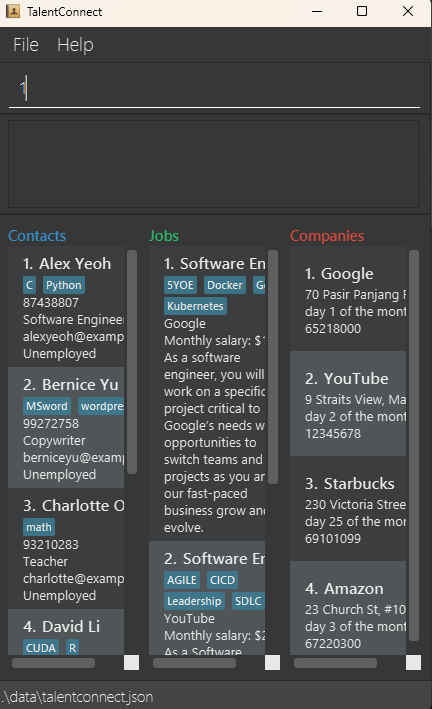 TalentConnect
File Help
1
Contacts
1. Alex Yeoh
C Python
87438807
Software Enginee
alexyeoh@examp
Unemployed
2. Bernice Yu
MSword wordpre
99272758
Copywriter
berniceyu@examp
Unemployed
3. Charlotte O
math
93210283
Teacher
charlotte@examp
Unemployed
4. David Li
CUDA R
Jobs
1. Software En
5YOE Docker G
Kubernetes
Google
Monthly salary: $1
As a software
engineer, you will
work on a specific
project critical to
Google's needs w
opportunities to
switch teams and
projects as you an
our fast-paced
business grow and
evolve.
2. Software En
AGILE CICD
Leadership SDLC
YouTube
Monthly salary: $2
As a Software
Companies
1. Google
70 Pasir Panjang R
day 1 of the mont
65218000
2. YouTube
9 Straits View, Ma
day 2 of the mont
12345678
3. Starbucks
230 Victoria Stree
day 25 of the mon
69101099
4. Amazon
23 Church St, #10
day 3 of the mont
67220300
.\data\talentconnect.json